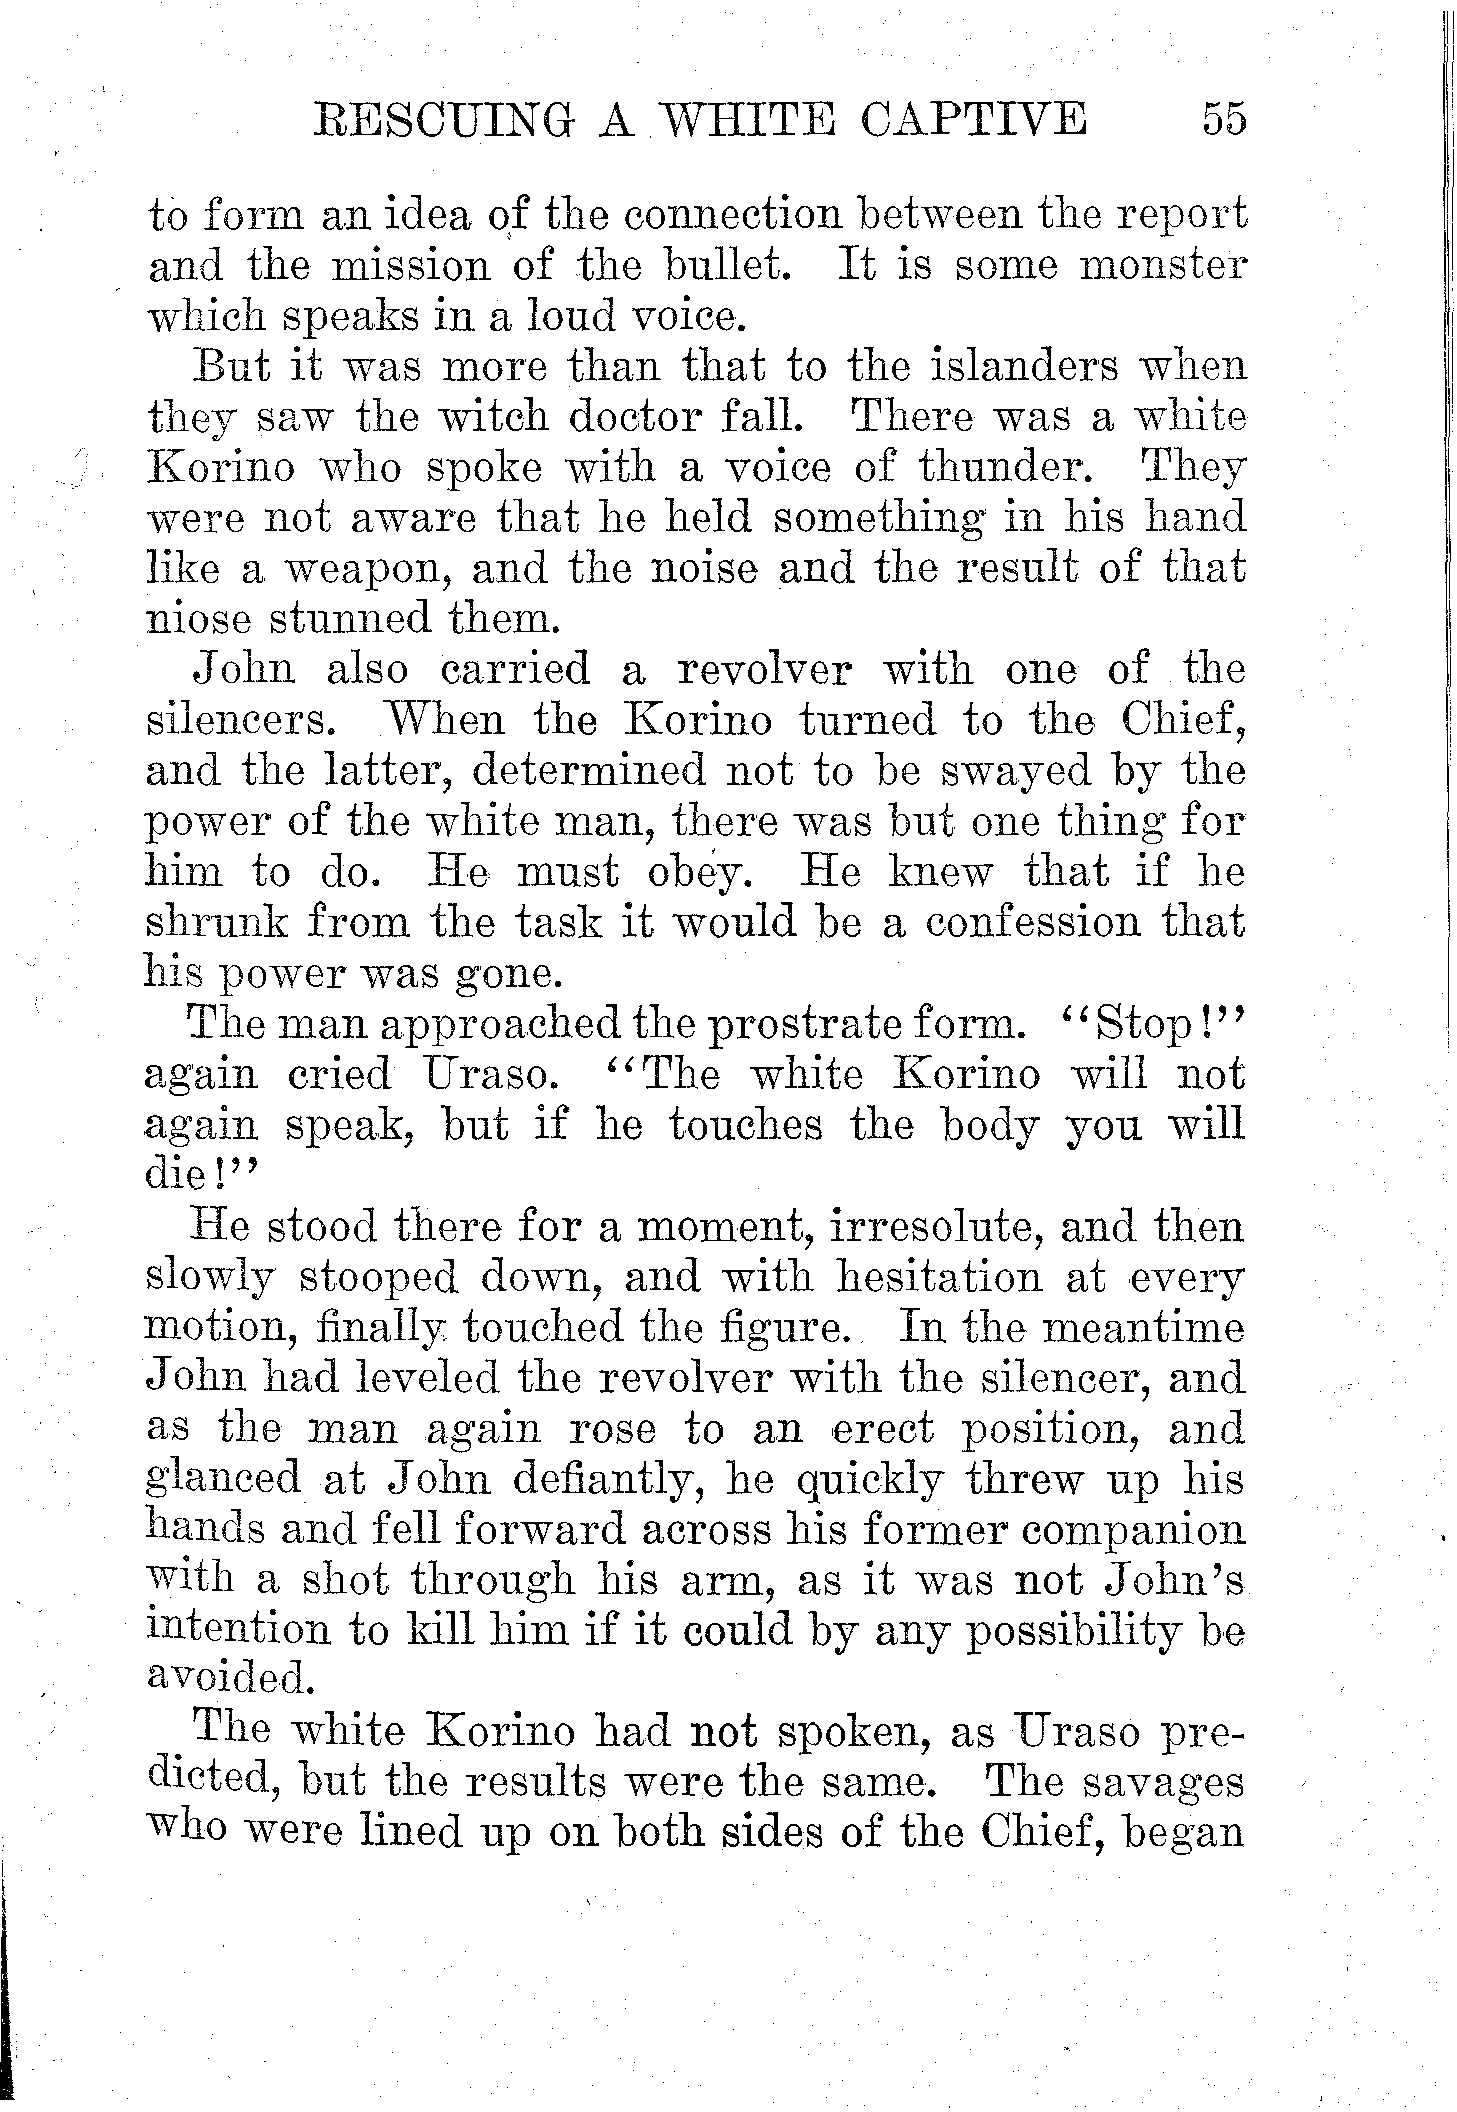 RESCUING A WHITE CAPTIVE 55
to form an idea of the connection between the report
and the mission of the bullet. It is some monster
which speaks in a loud voice.
But it was more than that to the islanders when
they saw the witch doctor fall. There was a white
Korino who spoke with a voice of thunder. They
were not aware that he held something in his hand
like a weapon, and the noise and the result of that
niose stunned them.
John also carried a revolver with one of the
silencers. When the Korino turned to the Chief,
and the latter, determined not to be swayed by the
power of the white man, there was but one thing for
him to do. He must obey. He knew that if he
shrunk from the task it would be a confession that
his power was gone.
The man approached the prostrate form. "Stop!"
again cried Uraso. "The white Korino will not
again speak, but if he touches the body you will
die!"
He stood there for a moment, irresolute, and then
slowly stooped down, and with hesitation at every
motion, finally touched the figure. In the meantime
John had leveled the revolver with the silencer, and
as the man again rose to an erect position, and
glanced at John defiantly, he quickly threw up his
hands and fell forward across his former companion
with a shot through his arm, as it was not John's
intention to kill him if it could by any possibility be
avoided.
The white Korino had not spoken, as Uraso pre-
dicted, but the results were the same. The savages
who were lined up on both sides of the Chief, began